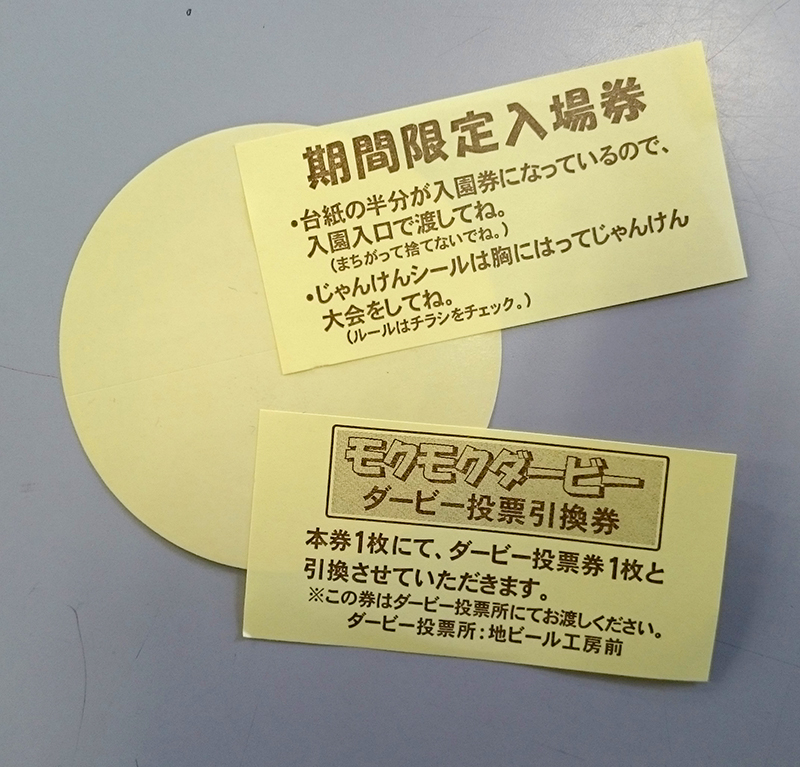 期間限定入場券
・台紙の半分が入園券になっているので、
入園入口で渡してね。
(まちがって捨てないでね。)
・じゃんけんシールは胸にはってじゃんけん
大会をしてね。
(ルールはチラシをチェック。)
モクモクダービー
ダービー投票引換券
本券1枚にて、ダービー投票券1枚と
引換させていただきます。
※この券はダービー投票所にてお渡しください。
ダービー投票所:地ビール工房前